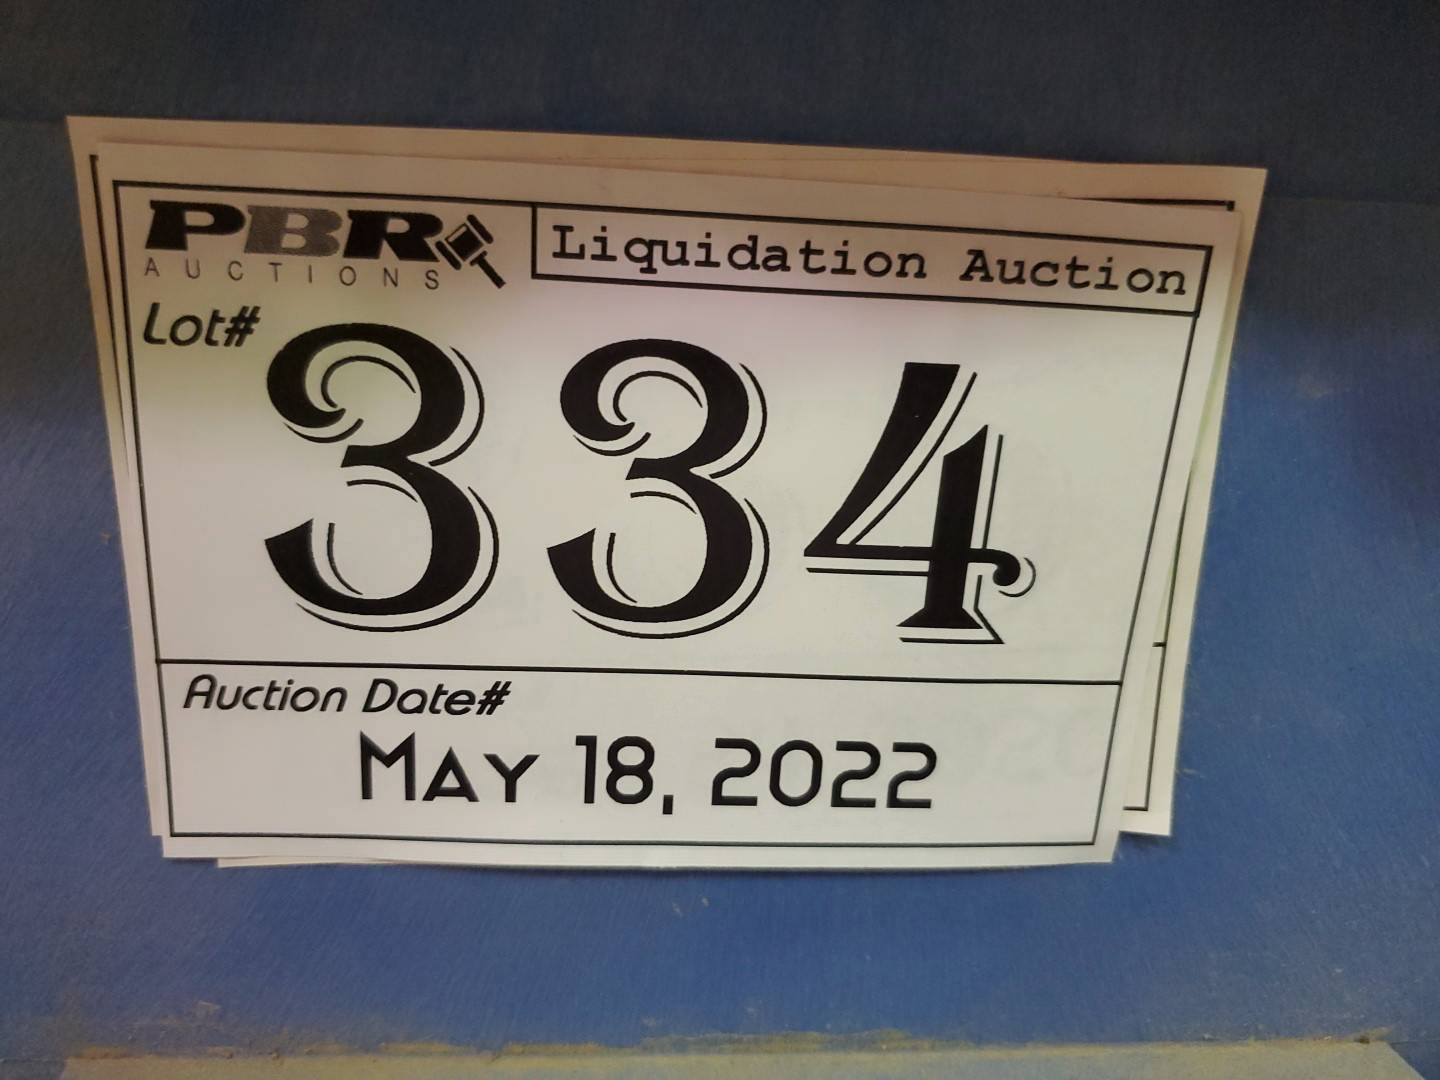 PBR
AUCTIONS
Liquidation Auction
Lot#
334
Auction Date#
MAY 18, 2022